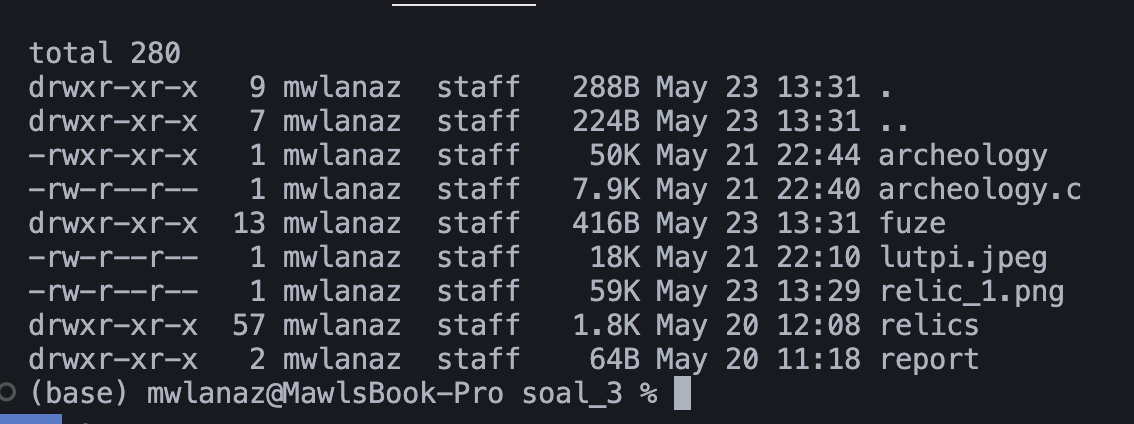 total 280
drwxr-xr-x   9 mwlanaz  staff   288B May 23 13:31 .
drwxr-xr-x   7 mwlanaz  staff   224B May 23 13:31 ..
-rwxr-xr-x   1 mwlanaz  staff    50K May 21 22:44 archeology
-rw-r--r--   1 mwlanaz  staff   7.9K May 21 22:40 archeology.c
drwxr-xr-x  13 mwlanaz  staff   416B May 23 13:31 fuze
-rw-r--r--   1 mwlanaz  staff    18K May 21 22:10 lutpi.jpeg
-rw-r--r--   1 mwlanaz  staff    59K May 23 13:29 relic_1.png
drwxr-xr-x  57 mwlanaz  staff   1.8K May 20 12:08 relics
drwxr-xr-x   2 mwlanaz  staff    64B May 20 11:18 report
(base) mwlanaz@MawlsBook-Pro soal_3 %